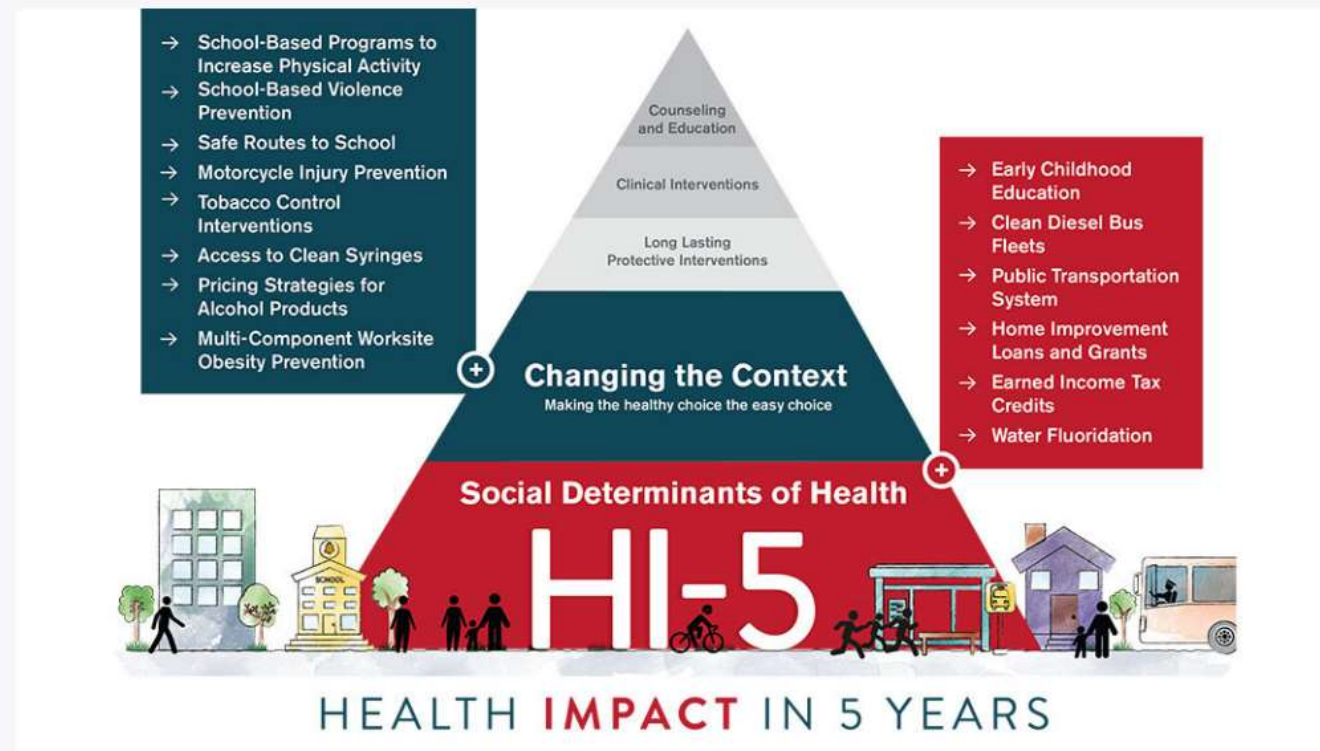 → School-Based Programs to
Increase Physical Activity
→ School-Based Violence
Prevention
→ Safe Routes to School
→ Motorcycle Injury Prevention
→ Tobacco Control
Interventions
→ Access to Clean Syringes
→ Pricing Strategies for
Alcohol Products
→ Multi-Component Worksite
Obesity Prevention
Counseling
and Education
Clinical Interventions
Long Lasting
Protective Interventions
+
Changing the Context
Making the healthy choice the easy choice
→ Early Childhood
Education
→ Clean Diesel Bus
Fleets
→ Public Transportation
System
→ Home Improvement
Loans and Grants
→ Earned Income Tax
Credits
→ Water Fluoridation
+
Social Determinants of Health
HI-5
SCHOOL
HEALTH IMPACT IN 5 YEARS